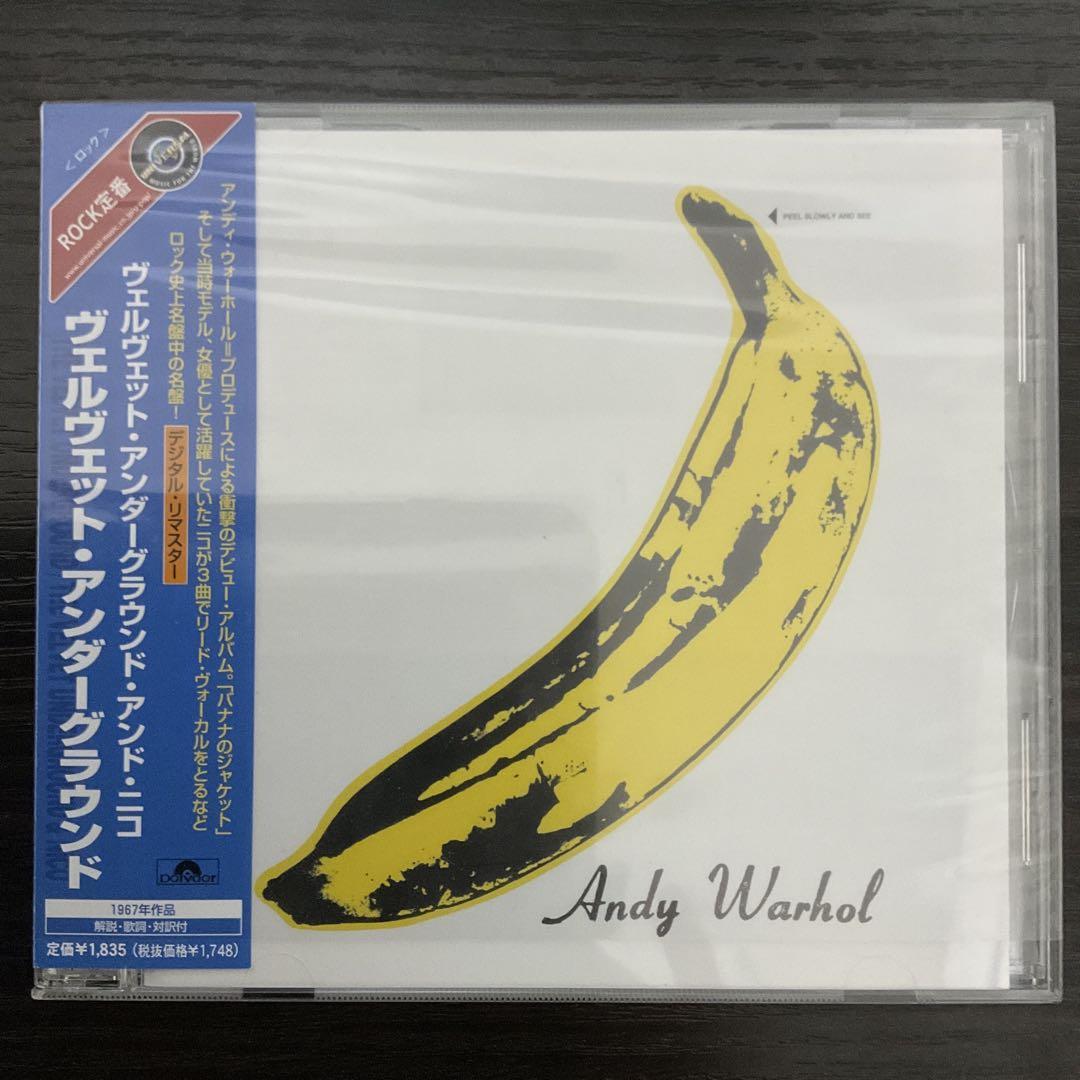 <ロック>
ROCK定番
UNIVERSAL
アンディ・ウォーホール=プロデュースによる衝撃のデビュー・アルバム。「バナナのジャケット」
そして当時モデル、女優として活躍していたニコが3曲でリード・ヴォーカルをとるなど
ロック史上名盤中の名盤!
デジタル・リマスター
ヴェルヴェット・アンダーグラウンド・アンド・ニコ
ヴェルヴェット・アンダーグラウンド
Polydor
1967年作品
解説・歌詞・対訳付
定価¥1,835(税抜価格¥1,748)
PEEL SLOWLY AND SEE
Andy Warhol